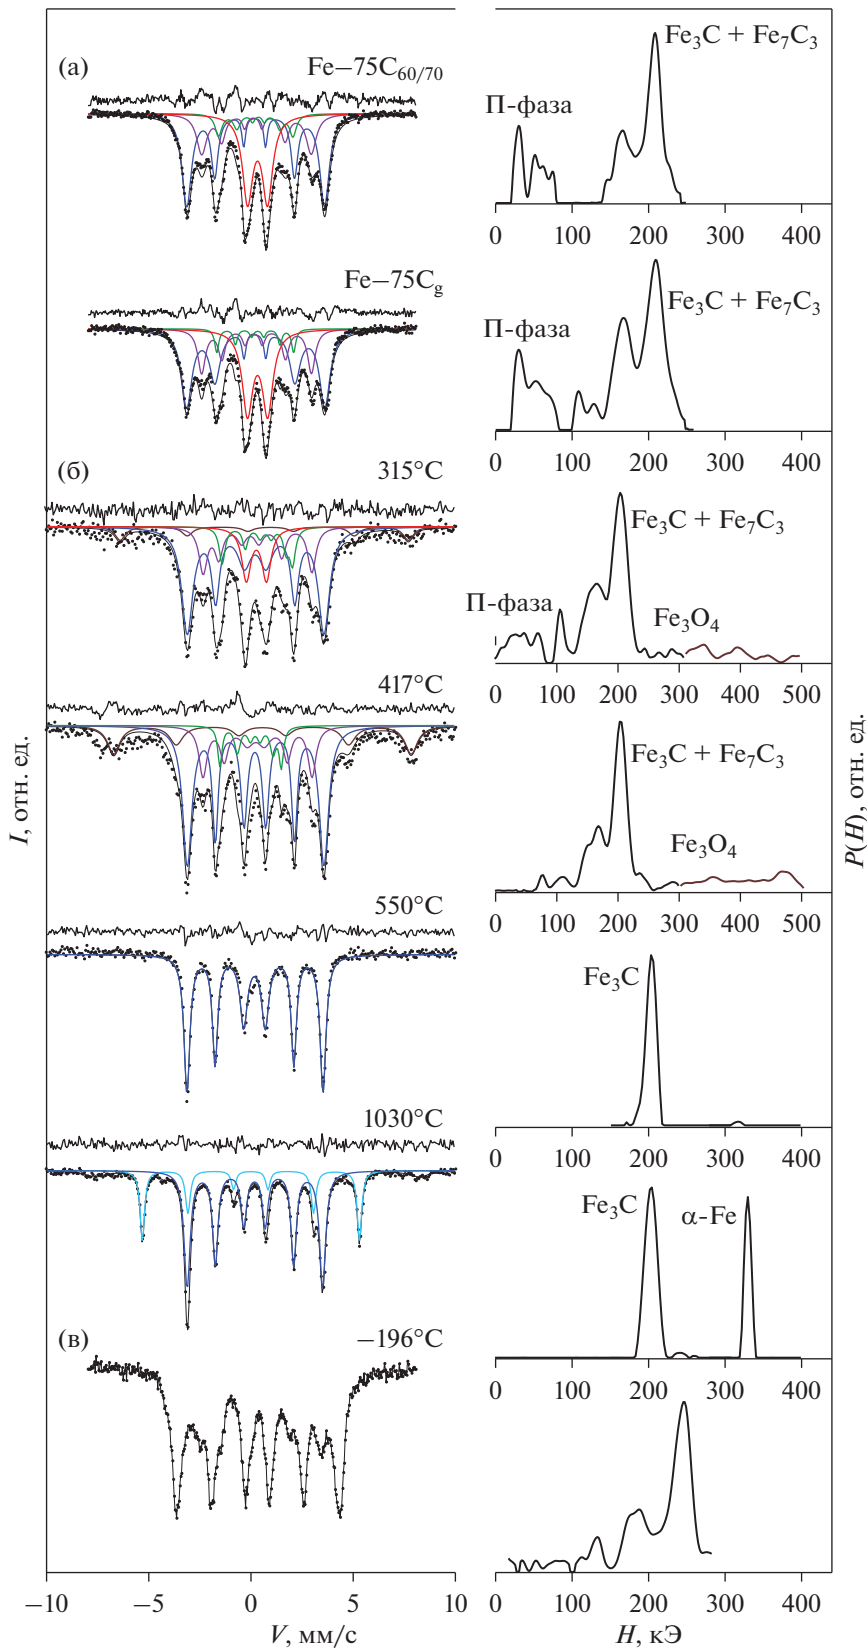 (а)
Fe–75C60/70
Fe3C + Fe7C3
П-фаза
0 100 200 300 400
Fe–75Cg
Fe3C + Fe7C3
П-фаза
0 100 200 300 400
(б)
315°C
Fe3C + Fe7C3
П-фаза
Fe3O4
0 100 200 300 400 500
417°C
Fe3C + Fe7C3
Fe3O4
0 100 200 300 400 500
I, отн. ед.
P(H), отн. ед.
550°C
Fe3C
0 100 200 300 400
1030°C
Fe3C
α-Fe
0 100 200 300 400
(в)
–196°C
–10 –5 0 5 10
0 100 200 300 400
V, мм/с
H, кЭ